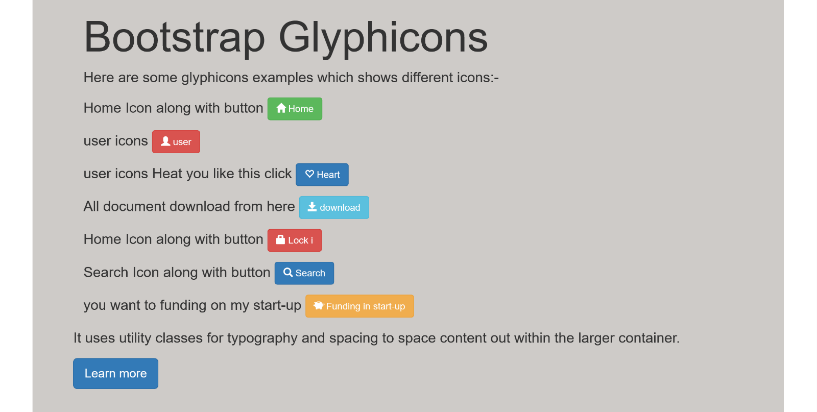 Bootstrap Glyphicons
Here are some glyphicons examples which shows different icons:-
Home Icon along with button Home
user icons user
user icons Heat you like this click Heart
All document download from here download
Home Icon along with button Lock I
Search Icon along with button Search
you want to funding on my start-up Funding in start up
It uses utility classes for typography and spacing to space content out within the larger container.
Learn more